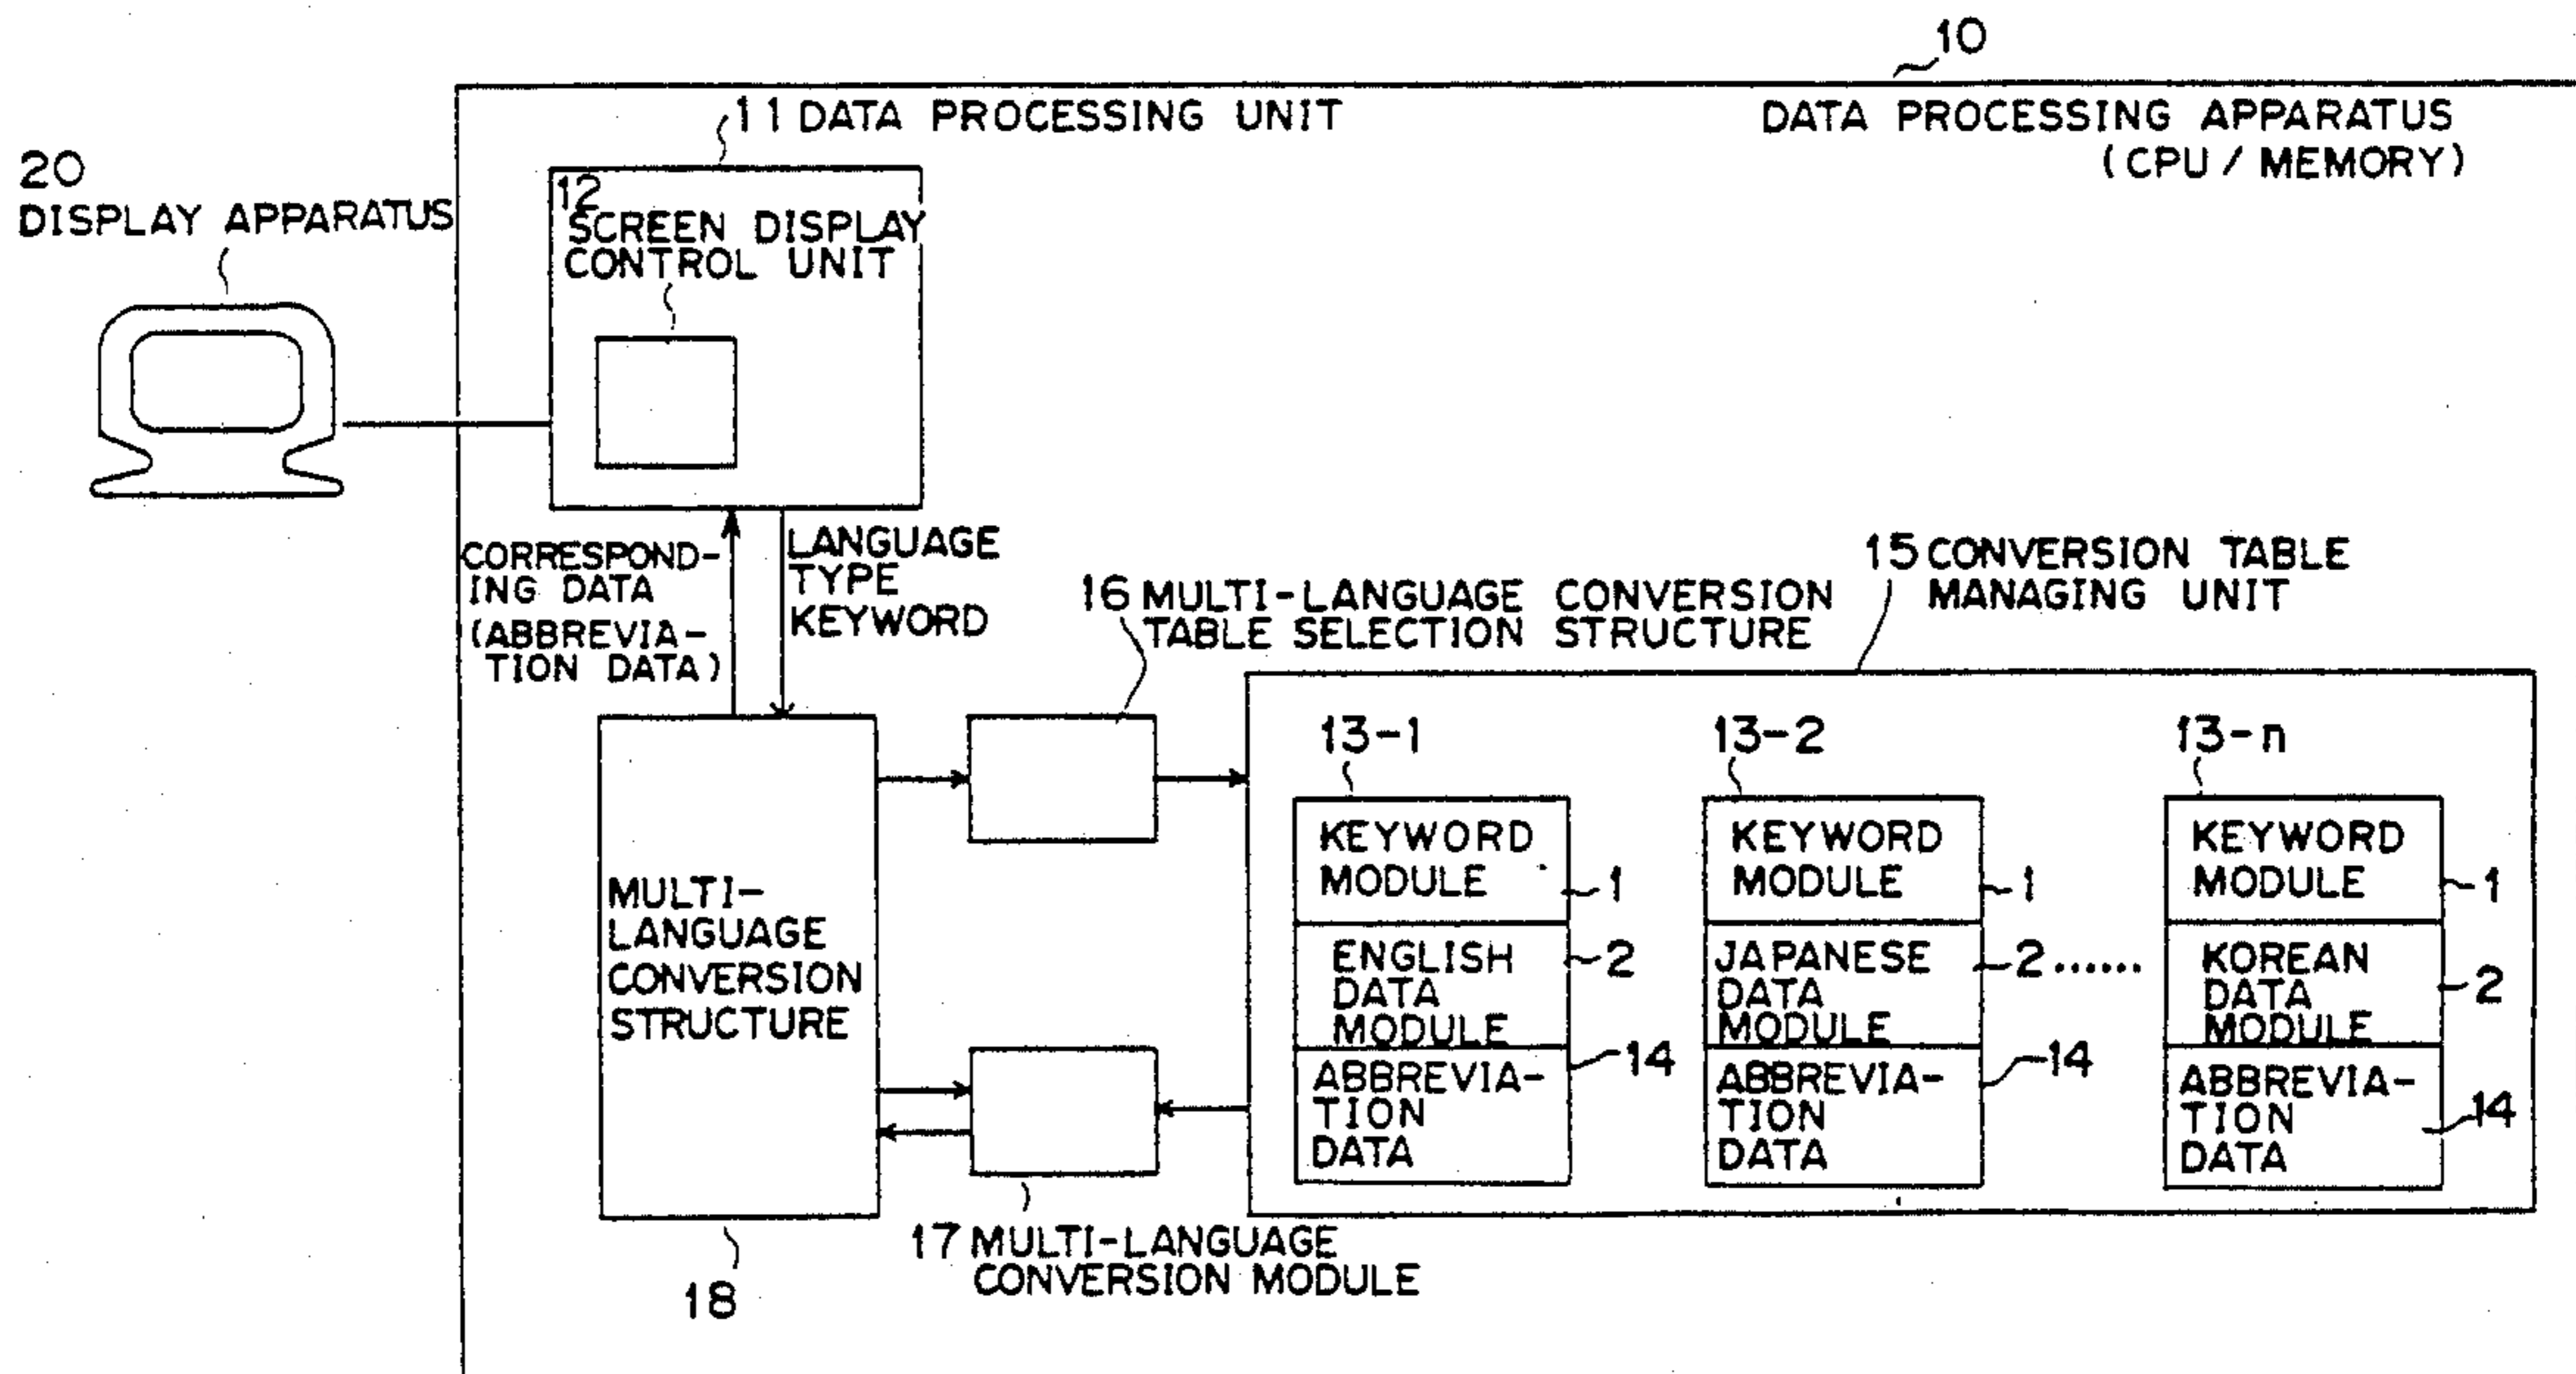 10
DATA PROCESSING APPARATUS
(CPU / MEMORY)
11 DATA PROCESSING UNIT
20
DISPLAY APPARATUS
12
SCREEN DISPLAY
CONTROL UNIT
CORRESPOND-
ING DATA
(ABBREVIA-
TION DATA)
LANGUAGE
TYPE
KEYWORD
16 MULTI-LANGUAGE CONVERSION
TABLE SELECTION STRUCTURE
15 CONVERSION TABLE
MANAGING UNIT
MULTI-
LANGUAGE
CONVERSION
STRUCTURE
18
17 MULTI-LANGUAGE
CONVERSION MODULE
13-1
KEYWORD
MODULE
1
ENGLISH
DATA
MODULE
2
ABBREVIA-
TION
DATA
14
13-2
KEYWORD
MODULE
1
JAPANESE
DATA
MODULE
2 ......
ABBREVIA-
TION
DATA
14
13-n
KEYWORD
MODULE
1
KOREAN
DATA
MODULE
2
ABBREVIA-
TION
DATA
14